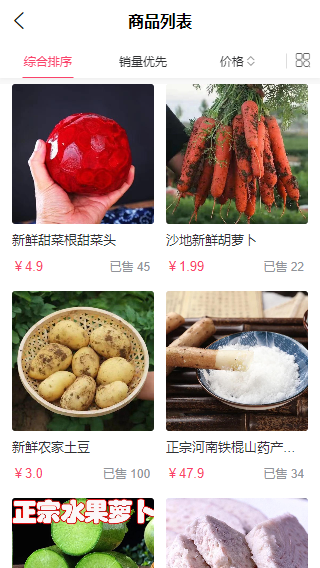 商品列表
综合排序 销量优先 价格
新鲜甜菜根甜菜头 沙地新鲜胡萝卜
￥4.9 已售 45 ￥1.99 已售 22
新鲜农家土豆 正宗河南铁棍山药产...
￥3.0 已售 100 ￥47.9 已售 34
正宗水果萝卜